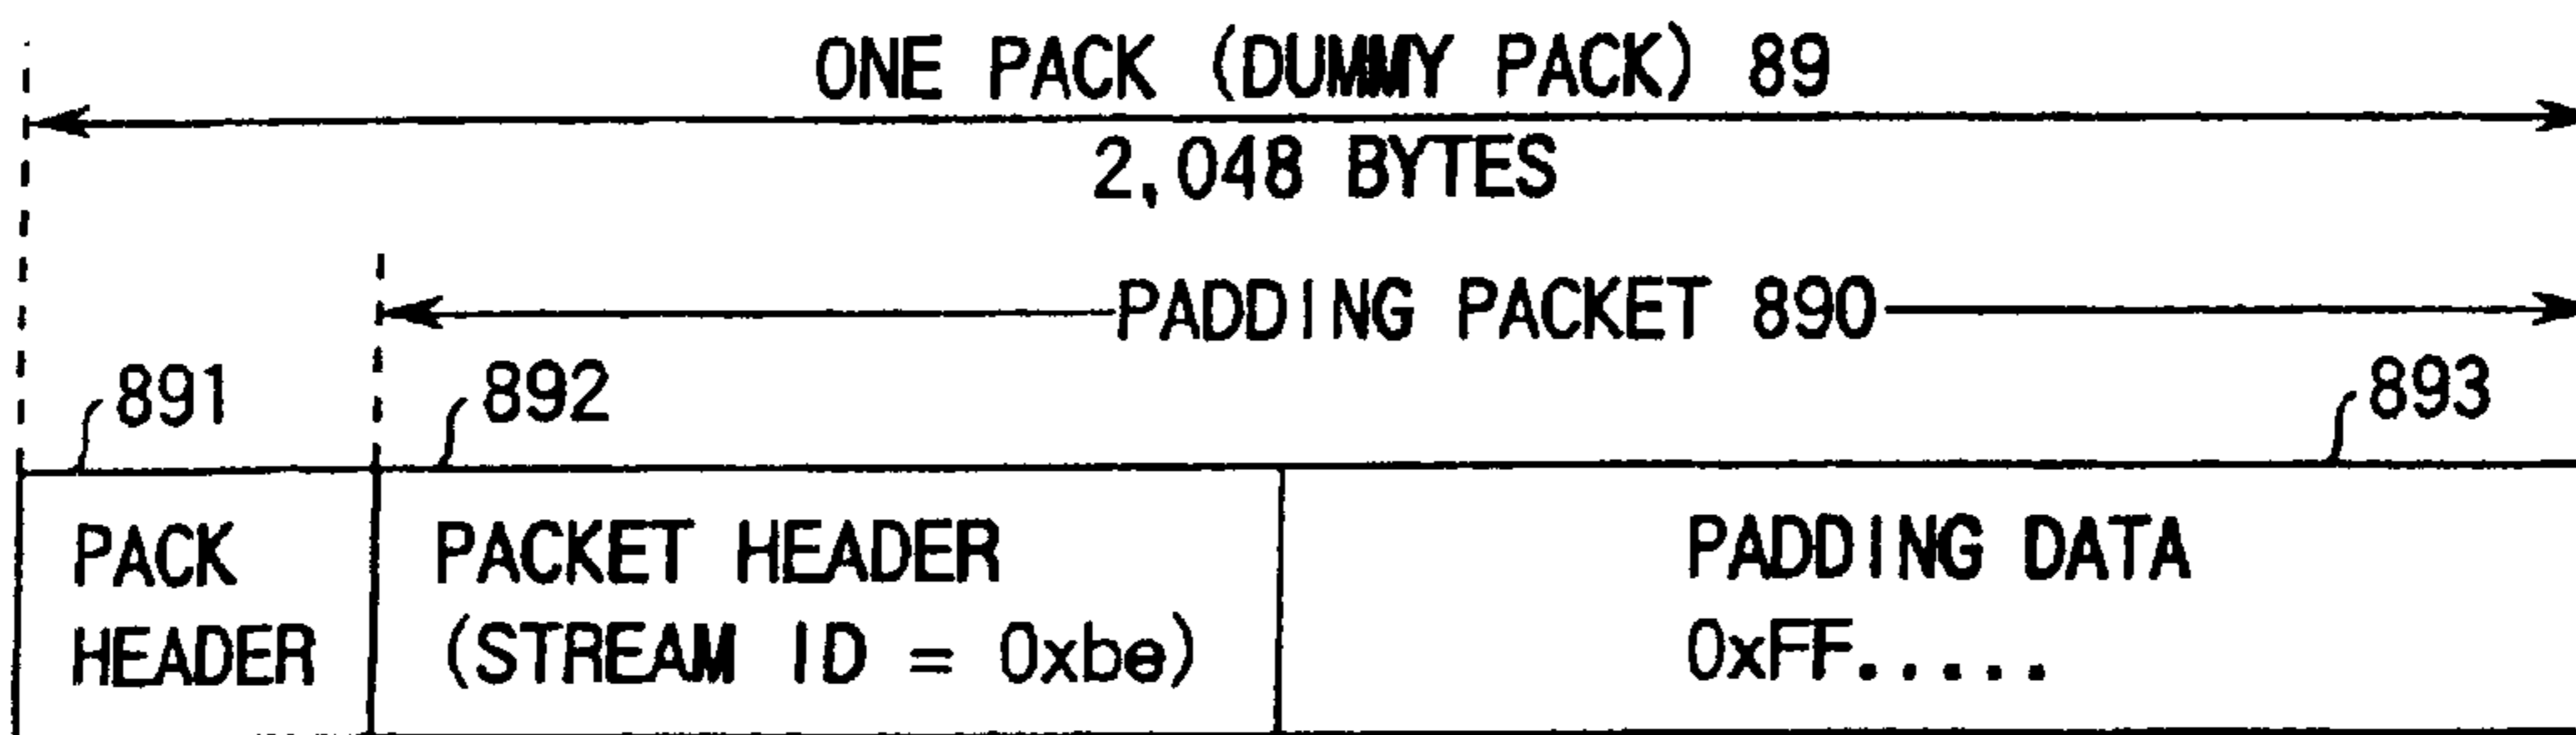 ONE PACK (DUMMY PACK) 89
2,048 BYTES
PADDING PACKET 890
891
892
893
PACK
HEADER
PACKET HEADER
(STREAM ID = 0xbe)
PADDING DATA
0xFF.....